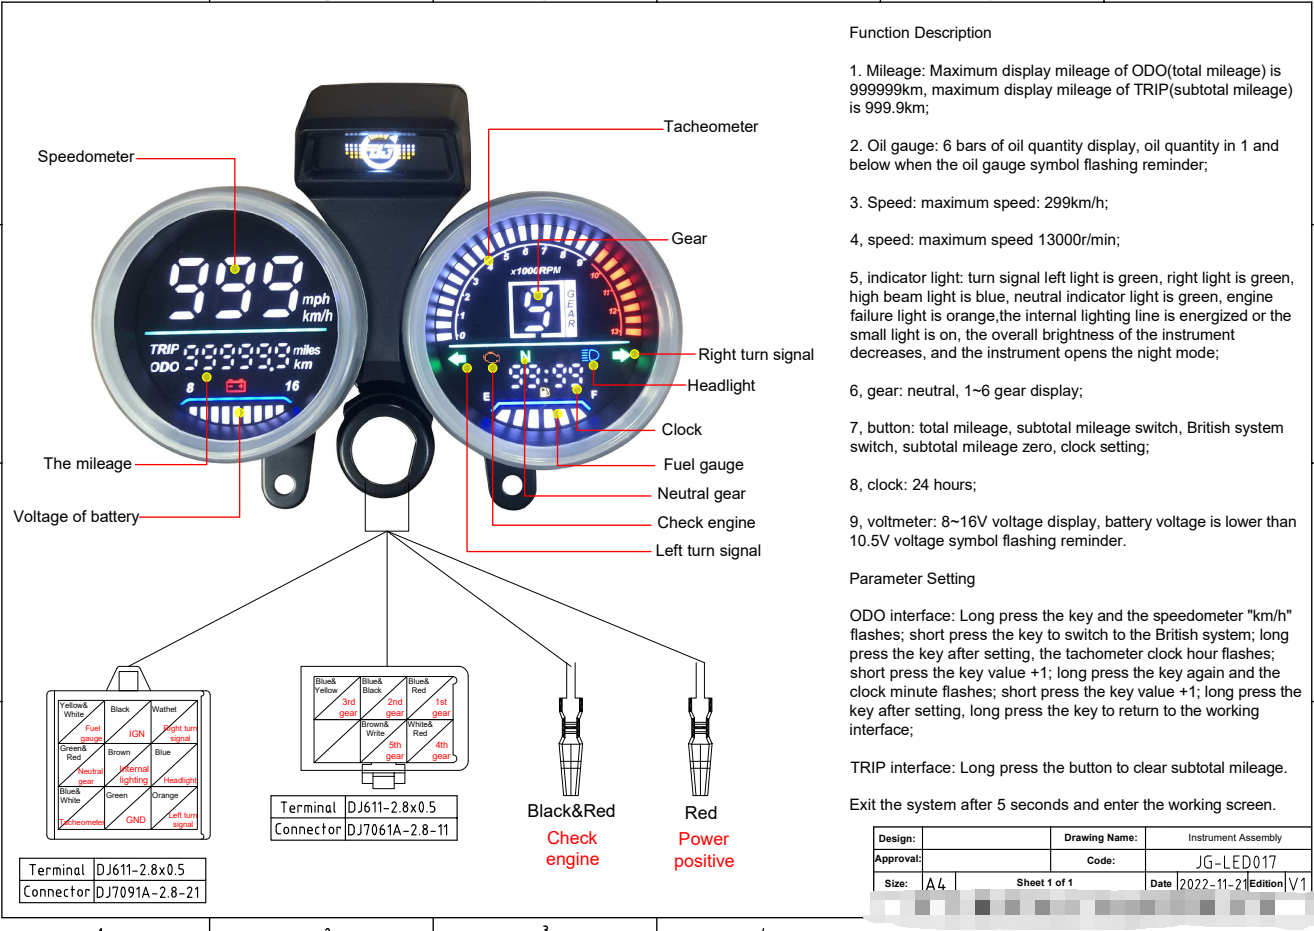 Function Description
1. Mileage: Maximum display mileage of ODO(total mileage) is
999999km, maximum display mileage of TRIP(subtotal mileage)
is 999.9km;
2. Oil gauge: 6 bars of oil quantity display, oil quantity in 1 and
below when the oil gauge symbol flashing reminder;
3. Speed: maximum speed: 299km/h;
4, speed: maximum speed 13000r/min;
5, indicator light: turn signal left light is green, right light is green,
high beam light is blue, neutral indicator light is green, engine
failure light is orange,the internal lighting line is energized or the
small light is on, the overall brightness of the instrument
decreases, and the instrument opens the night mode;
6, gear: neutral, 1~6 gear display;
7, button: total mileage, subtotal mileage switch, British system
switch, subtotal mileage zero, clock setting;
8, clock: 24 hours;
9, voltmeter: 8~16V voltage display, battery voltage is lower than
10.5V voltage symbol flashing reminder.
Parameter Setting
ODO interface: Long press the key and the speedometer "km/h"
flashes; short press the key to switch to the British system; long
press the key after setting, the tachometer clock hour flashes;
short press the key value +1; long press the key again and the
clock minute flashes; short press the key value +1; long press the
key after setting, long press the key to return to the working
interface;
TRIP interface: Long press the button to clear subtotal mileage.
Exit the system after 5 seconds and enter the working screen.
Speedometer
The mileage
Voltage of battery
Tacheometer
Gear
Right turn signal
Headlight
Clock
Fuel gauge
Neutral gear
Check engine
Left turn signal
999
mph
km/h
TRIP
ODO
999999.9
miles
km
8
16
0
1
2
3
4
5
6
7
8
9
10
11
12
13
x1000RPM
9
GEAR
N
99:99
E
F
Yellow&
White
Fuel
gauge
Black
IGN
Wathet
Right turn
signal
Green&
Red
Neutral
gear
Brown
Internal
lighting
Blue
Headlight
Blue&
White
Tacheometer
Green
GND
Orange
Left turn
signal
Terminal DJ611-2.8x0.5
Connector DJ7091A-2.8-21
Blue&
Yellow
3rd
gear
Blue&
Black
2nd
gear
Blue&
Red
1st
gear
Brown&
Write
5th
gear
White&
Red
4th
gear
Terminal DJ611-2.8x0.5
Connector DJ7061A-2.8-11
Black&Red
Check
engine
Red
Power
positive
Design:
Drawing Name: Instrument Assembly
Approval:
Code: JG-LED017
Size: A4
Sheet 1 of 1
Date 2022-11-21 Edition V1